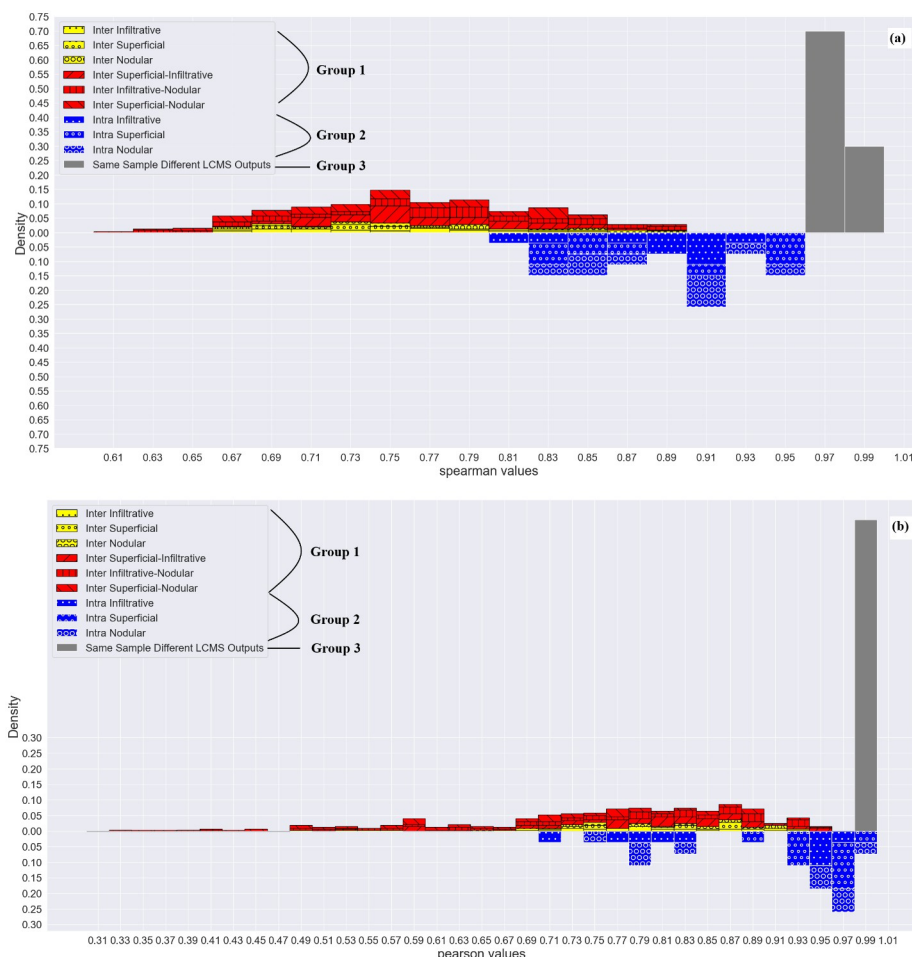 (a)
Inter Infiltrative
Inter Superficial
Inter Nodular
Inter Superficial-Infiltrative
Inter Infiltrative-Nodular
Inter Superficial-Nodular
Intra Infiltrative
Intra Superficial
Intra Nodular
Same Sample Different LCMS Outputs
Group 1
Group 2
Group 3
Density
0.75
0.70
0.65
0.60
0.55
0.50
0.45
0.40
0.35
0.30
0.25
0.20
0.15
0.10
0.05
0.00
0.05
0.10
0.15
0.20
0.25
0.30
0.35
0.40
0.45
0.50
0.55
0.60
0.65
0.70
0.75
0.61 0.63 0.65 0.67 0.69 0.71 0.73 0.75 0.77 0.79 0.81 0.83 0.85 0.87 0.89 0.91 0.93 0.95 0.97 0.99 1.01
spearman values
(b)
Inter Infiltrative
Inter Superficial
Inter Nodular
Inter Superficial-Infiltrative
Inter Infiltrative-Nodular
Inter Superficial-Nodular
Intra Infiltrative
Intra Superficial
Intra Nodular
Same Sample Different LCMS Outputs
Group 1
Group 2
Group 3
Density
0.30
0.25
0.20
0.15
0.10
0.05
0.00
0.05
0.10
0.15
0.20
0.25
0.30
0.31 0.33 0.35 0.37 0.39 0.41 0.43 0.45 0.47 0.49 0.51 0.53 0.55 0.57 0.59 0.61 0.63 0.65 0.67 0.69 0.71 0.73 0.75 0.77 0.79 0.81 0.83 0.85 0.87 0.89 0.91 0.93 0.95 0.97 0.99 1.01
pearson values